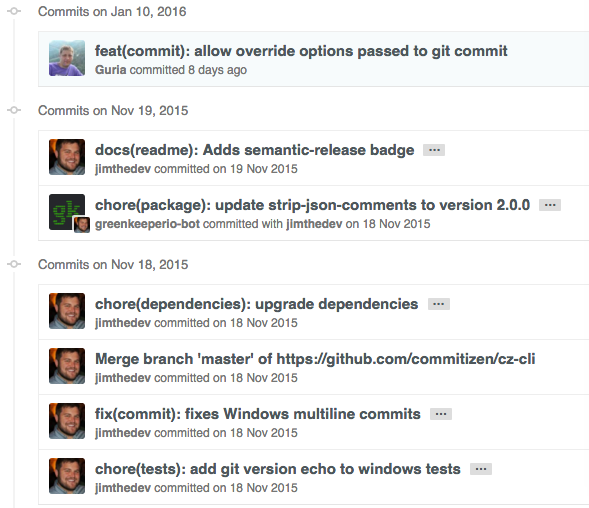 Commits on Jan 10, 2016
feat(commit): allow override options passed to git commit
Guria committed 8 days ago
Commits on Nov 19, 2015
docs(readme): Adds semantic-release badge ...
jimthedev committed on 19 Nov 2015
gk
chore(package): update strip-json-comments to version 2.0.0 ...
greenkeeperio-bot committed with jimthedev on 18 Nov 2015
Commits on Nov 18, 2015
chore(dependencies): upgrade dependencies ...
jimthedev committed on 18 Nov 2015
Merge branch 'master' of https://github.com/commitizen/cz-cli
jimthedev committed on 18 Nov 2015
fix(commit): fixes Windows multiline commits ...
jimthedev committed on 18 Nov 2015
chore(tests): add git version echo to windows tests ...
jimthedev committed on 18 Nov 2015